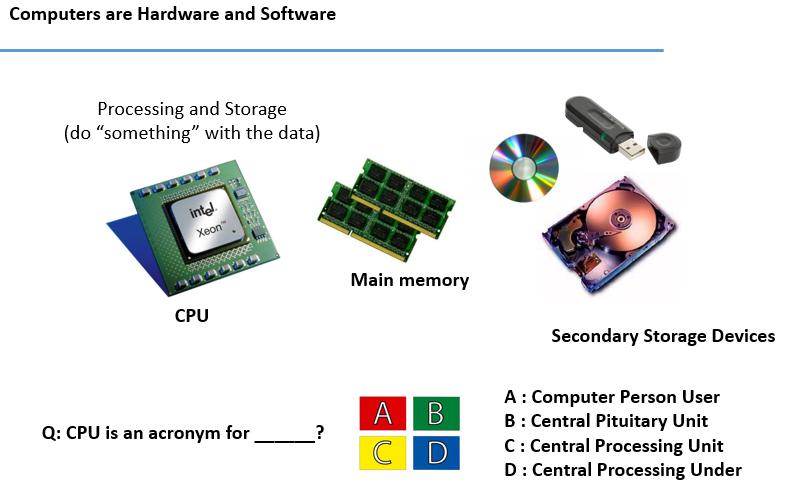 Computers are Hardware and Software
Processing and Storage
(do “something” with the data)
intel.
Xeon™
CPU
Main memory
Secondary Storage Devices
Q: CPU is an acronym for ______?
A B
C D
A : Computer Person User
B : Central Pituitary Unit
C : Central Processing Unit
D : Central Processing Under